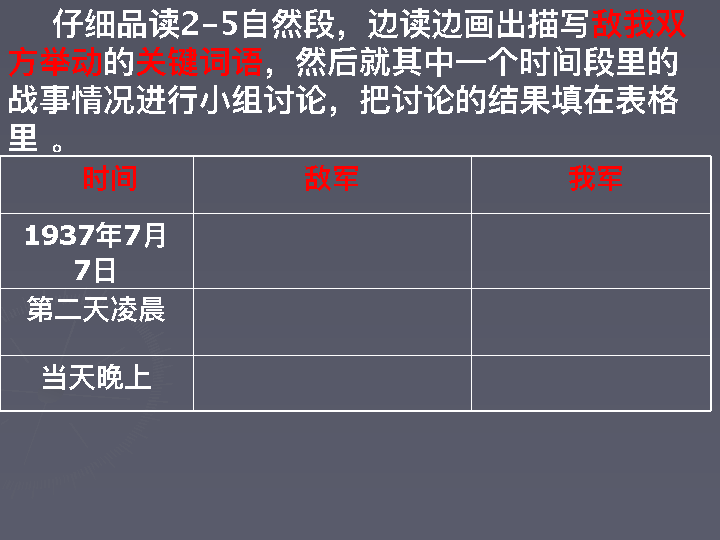 仔细品读2-5自然段，边读边画出描写敌我双
方举动的关键词语，然后就其中一个时间段里的
战事情况进行小组讨论，把讨论的结果填在表格
里 。
时间 敌军 我军
1937年7月
7日
第二天凌晨
当天晚上